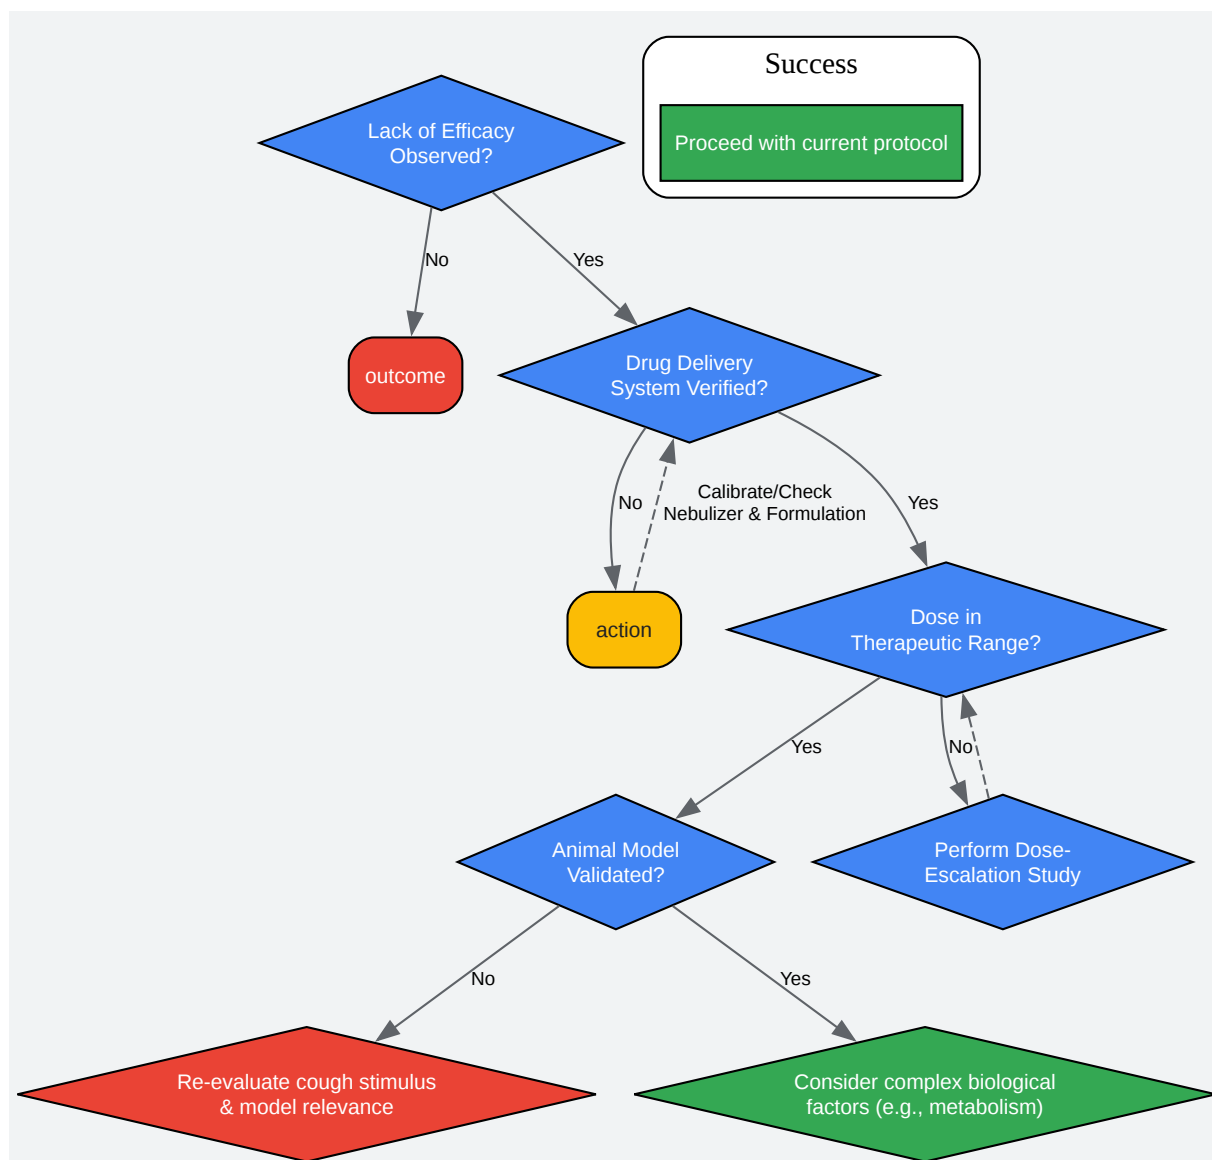 Success
Proceed with current protocol
Lack of Efficacy
Observed?
No
Yes
outcome
Drug Delivery
System Verified?
No
Calibrate/Check
Nebulizer & Formulation
Yes
action
Dose in
Therapeutic Range?
Yes
No
Animal Model
Validated?
Perform Dose-
Escalation Study
No
Yes
Re-evaluate cough stimulus
& model relevance
Consider complex biological
factors (e.g., metabolism)